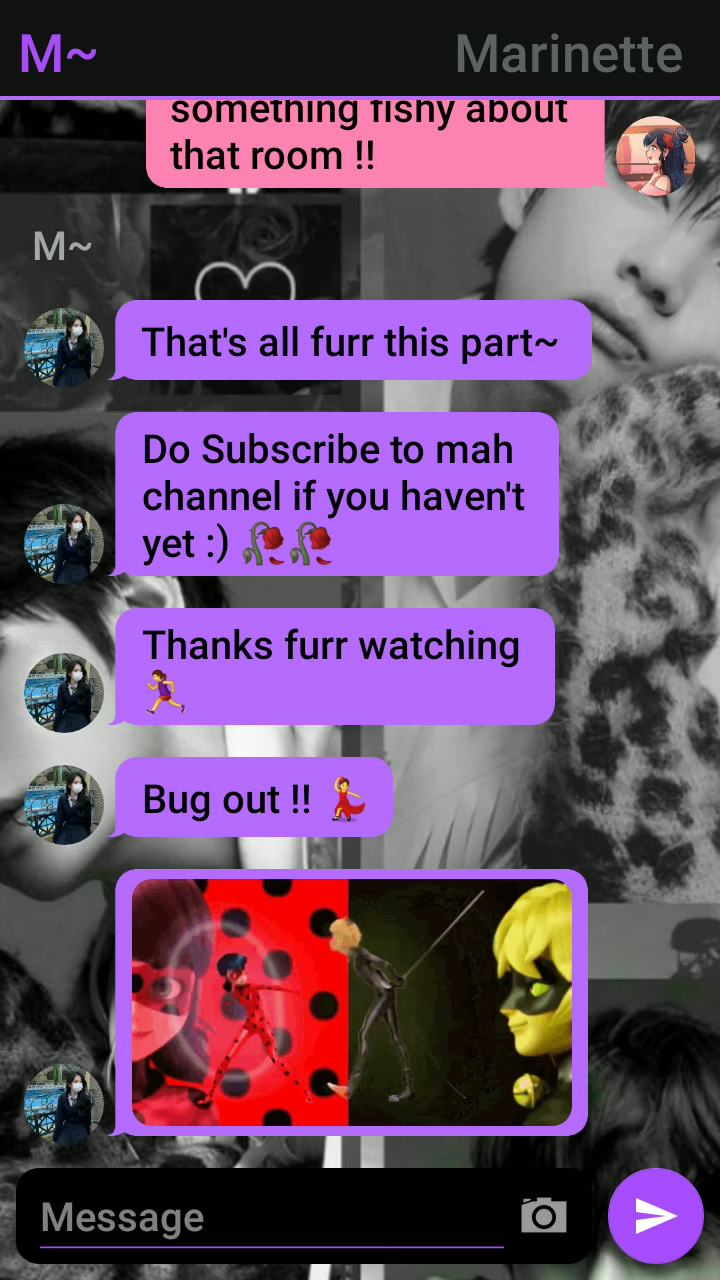 M~
Marinette
something fishy about
that room !!
M~
That's all furr this part~
Do Subscribe to mah
channel if you haven't
yet :) 🥀🥀
Thanks furr watching
🏃‍♀️
Bug out !! 💃
Message